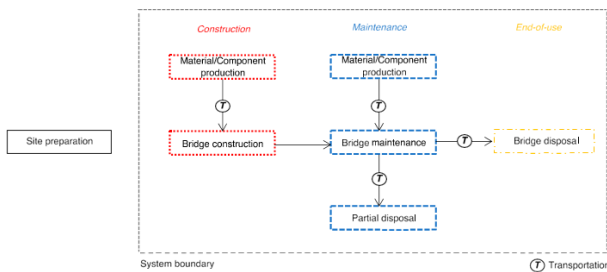 Construction
Maintenance
End-of-use
Material/Component
production
Material/Component
production
T
T
Site preparation
Bridge construction
Bridge maintenance
T
Bridge disposal
T
Partial disposal
System boundary
T Transportation